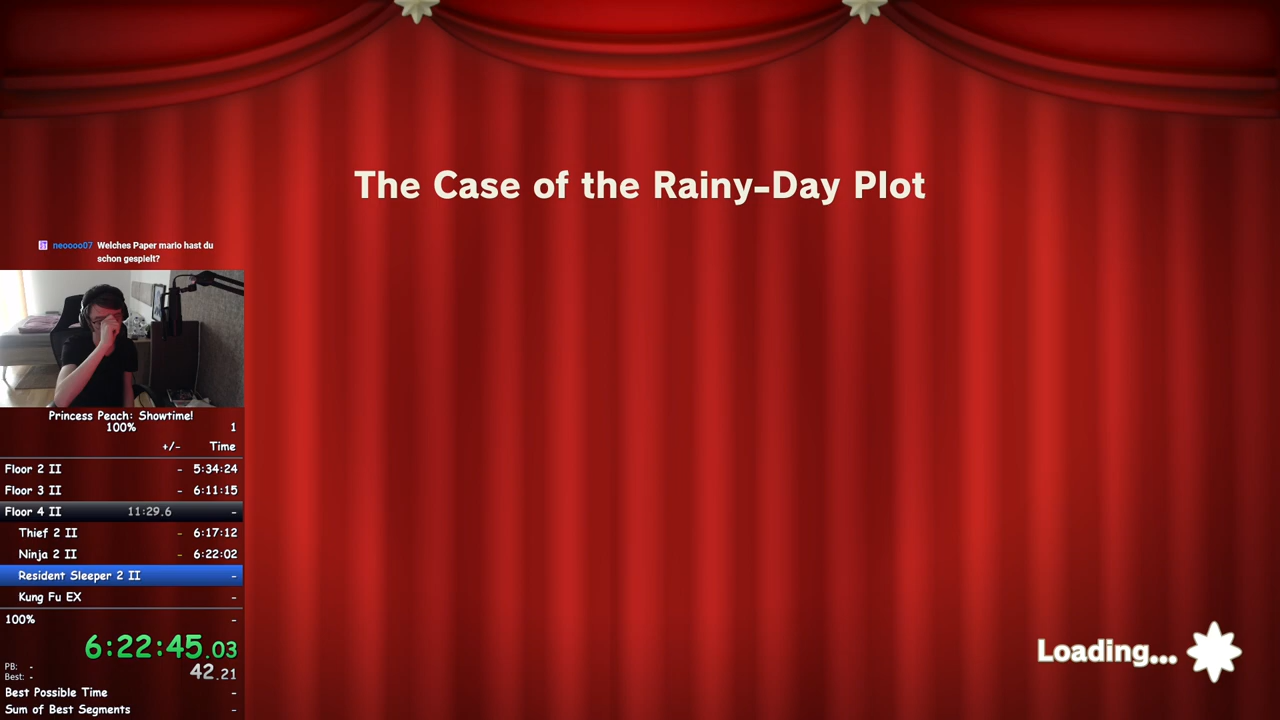 The Case of the Rainy-Day Plot
neoooo07 Welches Paper mario hast du
schon gespielt?
Princess Peach: Showtime!
100% 1
+/- Time
Floor 2 II - 5:34:24
Floor 3 II - 6:11:15
Floor 4 II 11:29.6 -
Thief 2 II - 6:17:12
Ninja 2 II - 6:22:02
Resident Sleeper 2 II -
Kung Fu EX -
100% -
6:22:45.03
PB: - 42.21
Best: -
Best Possible Time -
Sum of Best Segments -
Loading...